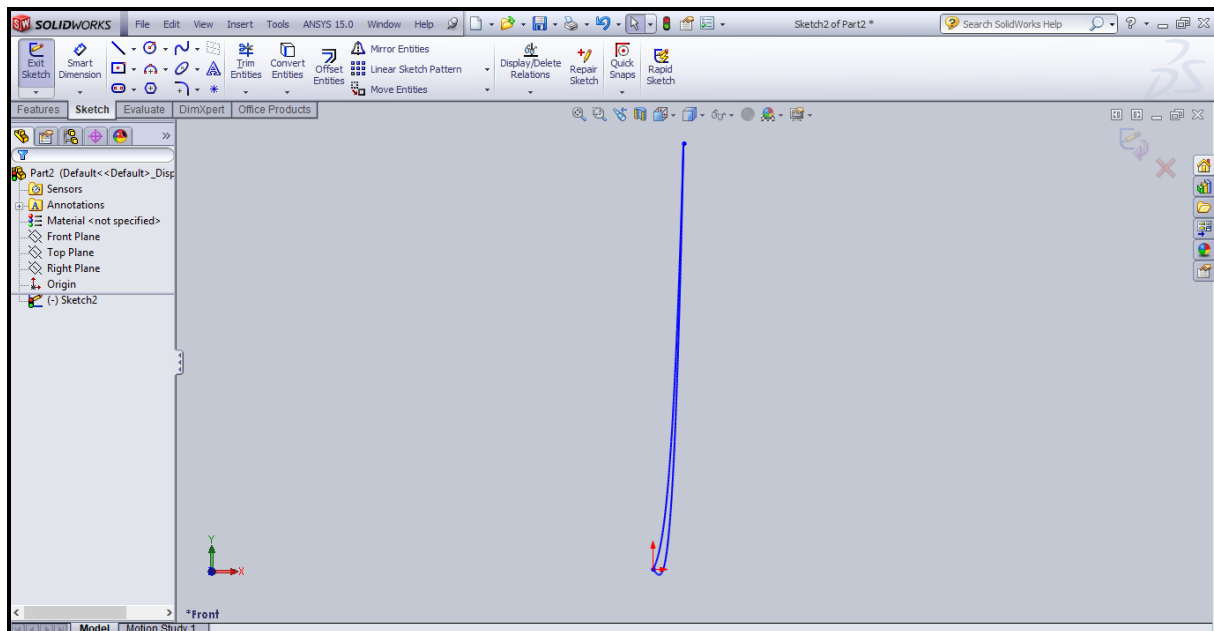 SW SOLIDWORKS File Edit View Insert Tools ANSYS 15.0 Window Help Sketch2 of Part2 * Search SolidWorks Help
Exit Sketch
Smart Dimension
Trim Entities
Convert Entities
Offset Entities
Mirror Entities
Linear Sketch Pattern
Move Entities
Display/Delete Relations
Repair Sketch
Quick Snaps
Rapid Sketch
Features Sketch Evaluate DimXpert Office Products
Part2 (Default<<Default>_Disp
Sensors
Annotations
Material <not specified>
Front Plane
Top Plane
Right Plane
Origin
(-) Sketch2
Y
X
*Front
Model Motion Study 1